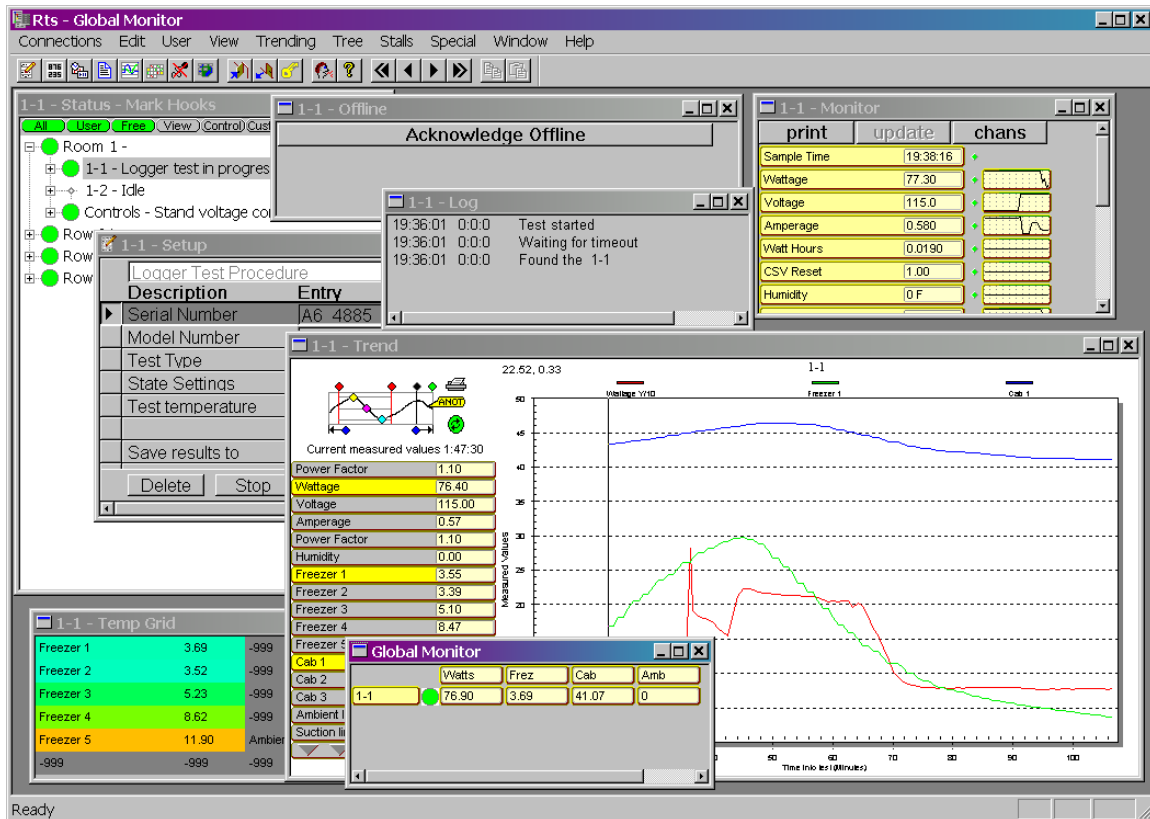 Rts - Global Monitor
Connections Edit User View Trending Tree Stalls Special Window Help
1-1 - Status - Mark Hooks
All User Free View Control Cust
Room 1 -
1-1 - Logger test in progres
1-2 - Idle
Controls - Stand voltage co
Row
Row
Row
1-1 - Offline
Acknowledge Offline
1-1 - Log
19:36:01 0:0:0 Test started
19:36:01 0:0:0 Waiting for timeout
19:36:01 0:0:0 Found the 1-1
1-1 - Monitor
print update chans
Sample Time 19:38:16
Wattage 77.30
Voltage 115.0
Amperage 0.580
Watt Hours 0.0190
CSV Reset 1.00
Humidity 0 F
1-1 - Setup
Logger Test Procedure
Description Entry
Serial Number A6 4885
Model Number
Test Type
State Settings
Test temperature
Save results to
Delete Stop
1-1 - Trend
22.52, 0.33
1-1
Wattage Y/10 Freezer 1 Cab 1
ANOT
Current measured values 1:47:30
Power Factor 1.10
Wattage 76.40
Voltage 115.00
Amperage 0.57
Power Factor 1.10
Humidity 0.00
Freezer 1 3.55
Freezer 2 3.39
Freezer 3 5.10
Freezer 4 8.47
Freezer 5
Cab 1
Cab 2
Cab 3
Ambient
Suction
50
45
40
35
30
25
20
Measured Values
40 50 60 70 80 90 100
Time into test (Minutes)
1-1 - Temp Grid
Freezer 1 3.69 -999
Freezer 2 3.52 -999
Freezer 3 5.23 -999
Freezer 4 8.62 -999
Freezer 5 11.90 Ambier
-999 -999 -999
Global Monitor
Watts Frez Cab Amb
1-1 76.90 3.69 41.07 0
Ready